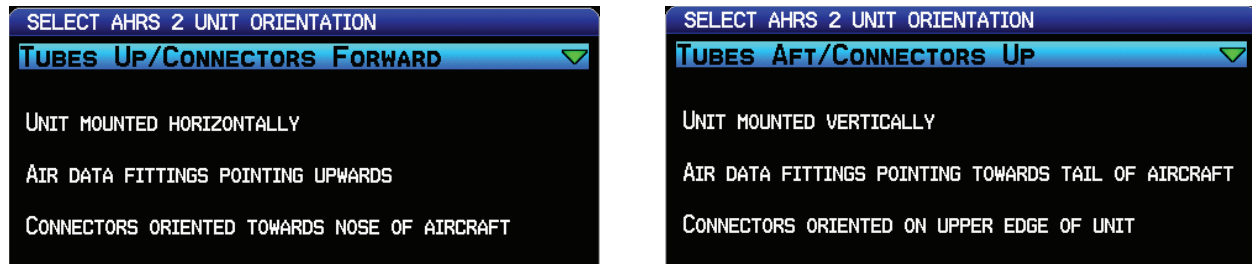 SELECT AHRS 2 UNIT ORIENTATION
TUBES UP/CONNECTORS FORWARD
UNIT MOUNTED HORIZONTALLY
AIR DATA FITTINGS POINTING UPWARDS
CONNECTORS ORIENTED TOWARDS NOSE OF AIRCRAFT
SELECT AHRS 2 UNIT ORIENTATION
TUBES AFT/CONNECTORS UP
UNIT MOUNTED VERTICALLY
AIR DATA FITTINGS POINTING TOWARDS TAIL OF AIRCRAFT
CONNECTORS ORIENTED ON UPPER EDGE OF UNIT